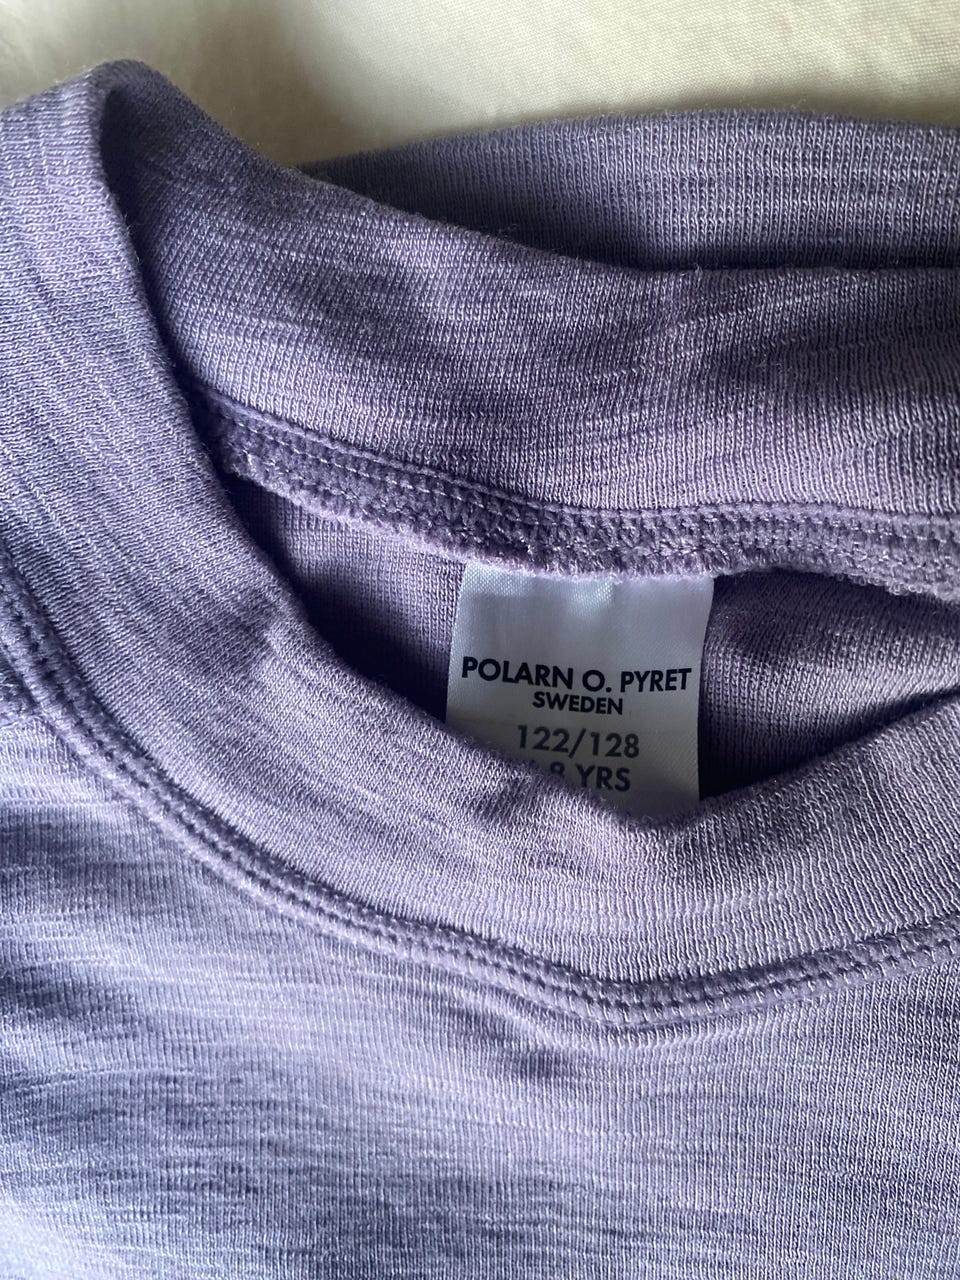 POLARN O. PYRET
SWEDEN
122/128
8 YRS